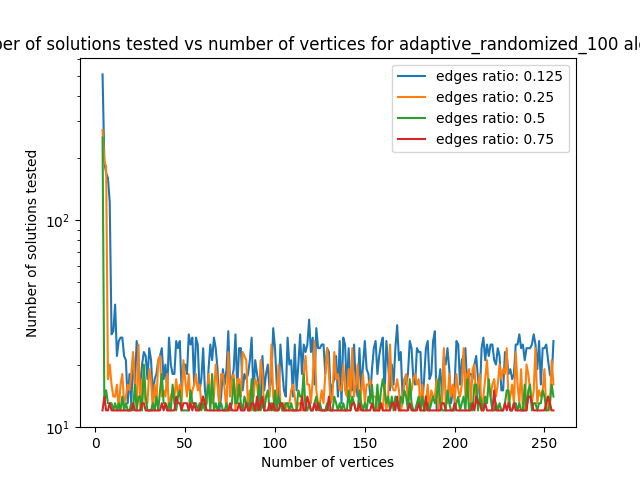 of solutions tested vs number of vertices for adaptive_randomized_100
edges ratio: 0.125
edges ratio: 0.25
edges ratio: 0.5
edges ratio: 0.75
Number of solutions tested
10²
10¹
0
50
100
150
200
250
Number of vertices